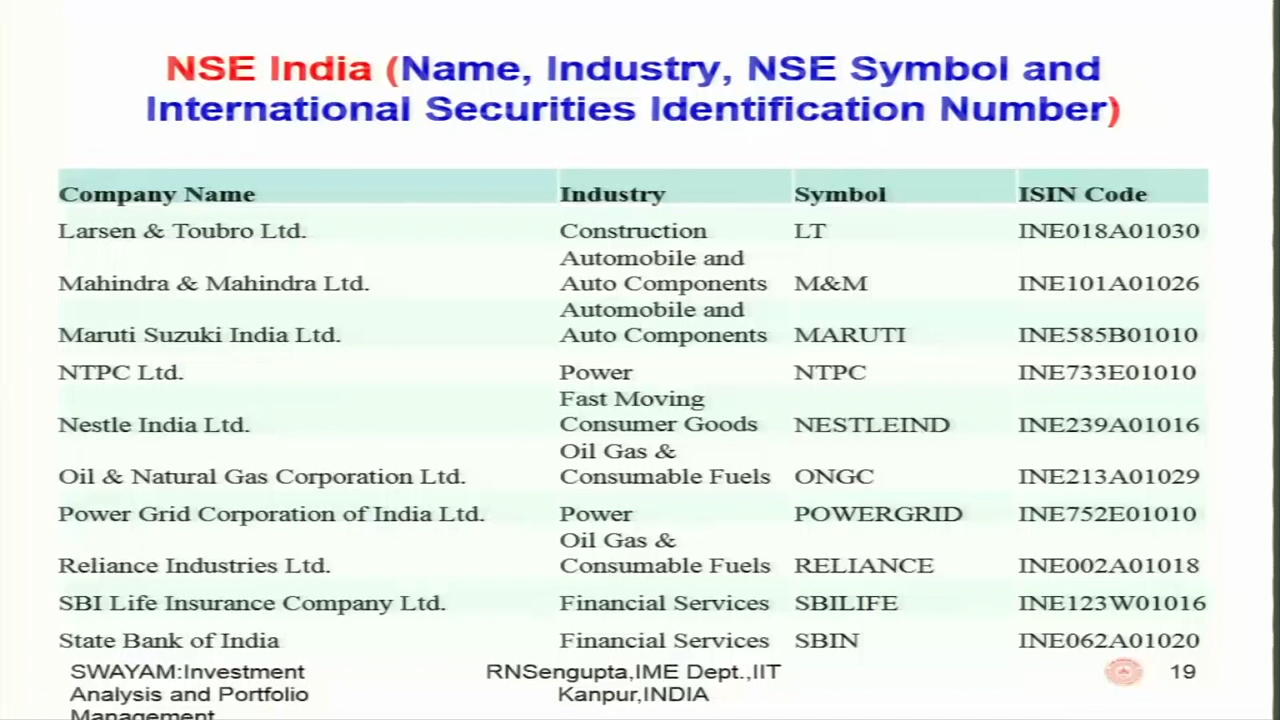 NSE India (Name, Industry, NSE Symbol and
International Securities Identification Number)
Company Name Industry Symbol ISIN Code
Larsen & Toubro Ltd. Construction LT INE018A01030
Automobile and
Mahindra & Mahindra Ltd. Auto Components M&M INE101A01026
Automobile and
Maruti Suzuki India Ltd. Auto Components MARUTI INE585B01010
NTPC Ltd. Power NTPC INE733E01010
Fast Moving
Nestle India Ltd. Consumer Goods NESTLEIND INE239A01016
Oil Gas &
Oil & Natural Gas Corporation Ltd. Consumable Fuels ONGC INE213A01029
Power Grid Corporation of India Ltd. Power POWERGRID INE752E01010
Oil Gas &
Reliance Industries Ltd. Consumable Fuels RELIANCE INE002A01018
SBI Life Insurance Company Ltd. Financial Services SBILIFE INE123W01016
State Bank of India Financial Services SBIN INE062A01020
SWAYAM:Investment
Analysis and Portfolio
Management
RNSengupta,IME Dept.,IIT
Kanpur,INDIA
19